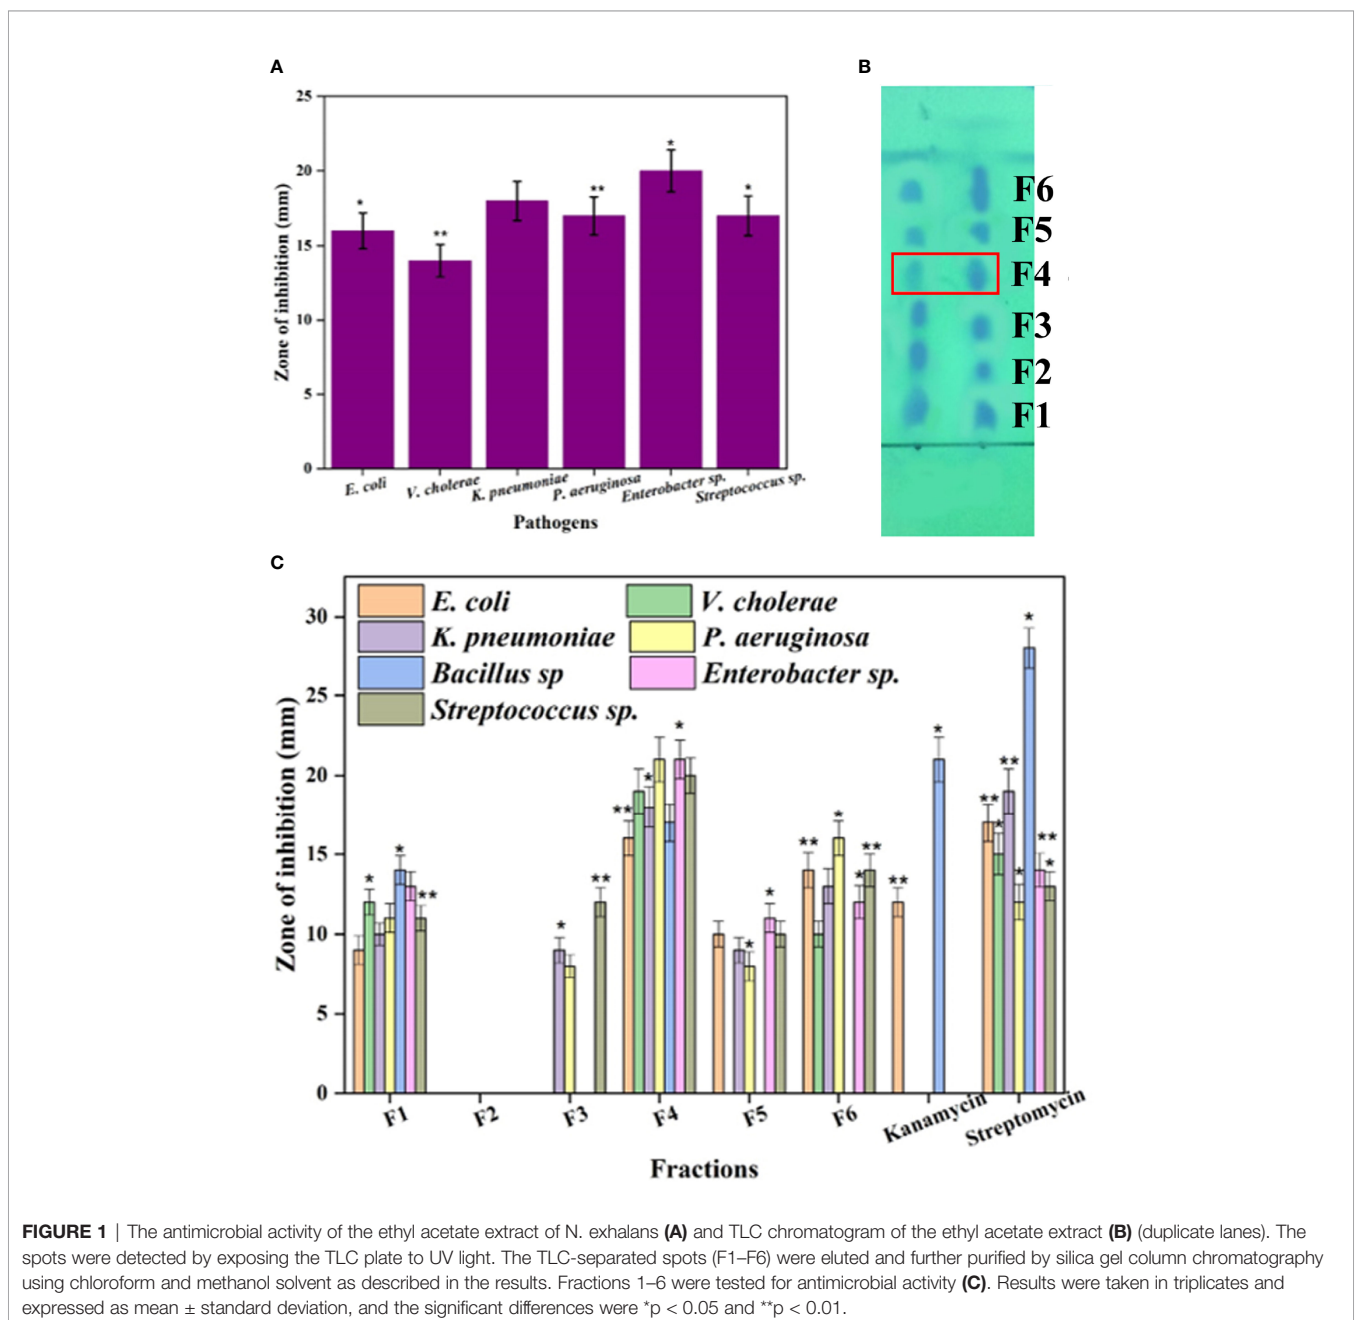 A
25
20
15
10
5
0
Zone of inhibition (mm)
* ** ** * *
E. coli V. cholerae K. pneumoniae P. aeruginosa Enterobacter sp. Streptococcus sp.
Pathogens
B
F6
F5
F4
F3
F2
F1
C
E. coli V. cholerae
K. pneumoniae P. aeruginosa
Bacillus sp Enterobacter sp.
Streptococcus sp.
30
25
20
15
10
5
0
Zone of inhibition (mm)
* * ** * ** ** * * * * ** * * ** ** * ** * ** * * ** *
F1 F2 F3 F4 F5 F6 Kanamycin Streptomycin
Fractions
FIGURE 1 | The antimicrobial activity of the ethyl acetate extract of N. exhalans (A) and TLC chromatogram of the ethyl acetate extract (B) (duplicate lanes). The
spots were detected by exposing the TLC plate to UV light. The TLC-separated spots (F1–F6) were eluted and further purified by silica gel column chromatography
using chloroform and methanol solvent as described in the results. Fractions 1–6 were tested for antimicrobial activity (C). Results were taken in triplicates and
expressed as mean ± standard deviation, and the significant differences were *p < 0.05 and **p < 0.01.